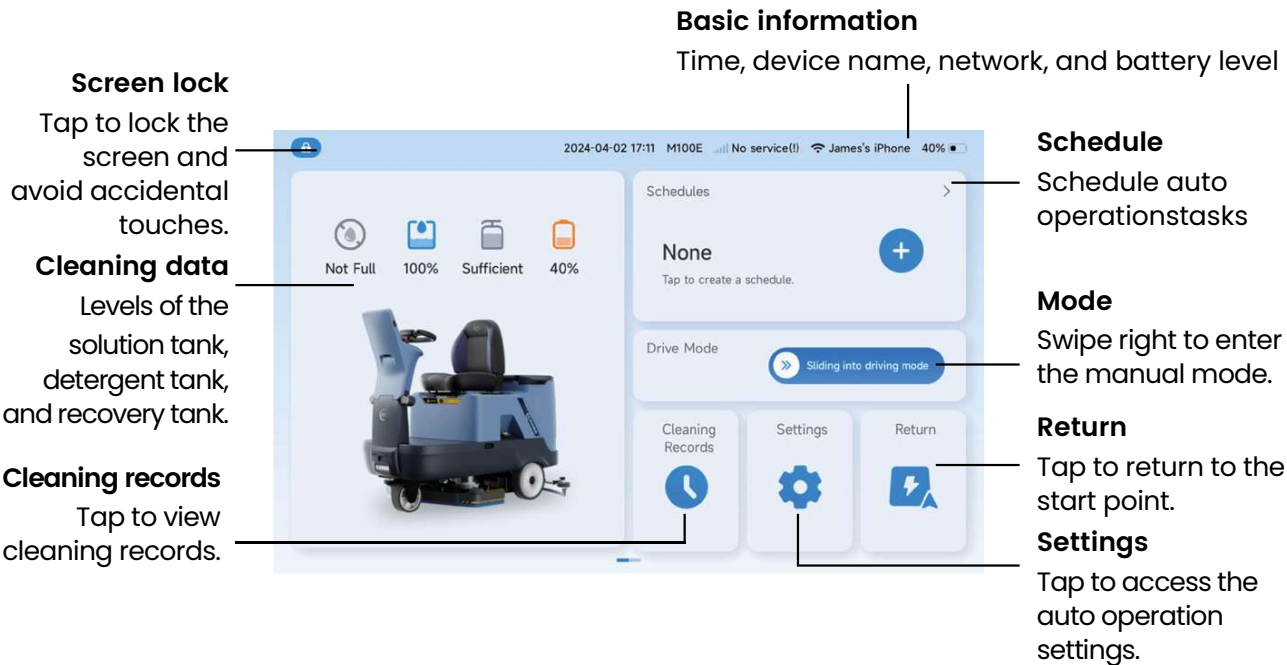 Basic information
Time, device name, network, and battery level
Screen lock
Tap to lock the
screen and
avoid accidental
touches.
Cleaning data
Levels of the
solution tank,
detergent tank,
and recovery tank.
Cleaning records
Tap to view
cleaning records.
2024-04-02 17:11 M100E No service(!) James's iPhone 40%
Not Full 100% Sufficient 40%
Schedules
None
Tap to create a schedule.
Drive Mode
Sliding into driving mode
Cleaning
Records
Settings
Return
Schedule
Schedule auto
operationstasks
Mode
Swipe right to enter
the manual mode.
Return
Tap to return to the
start point.
Settings
Tap to access the
auto operation
settings.